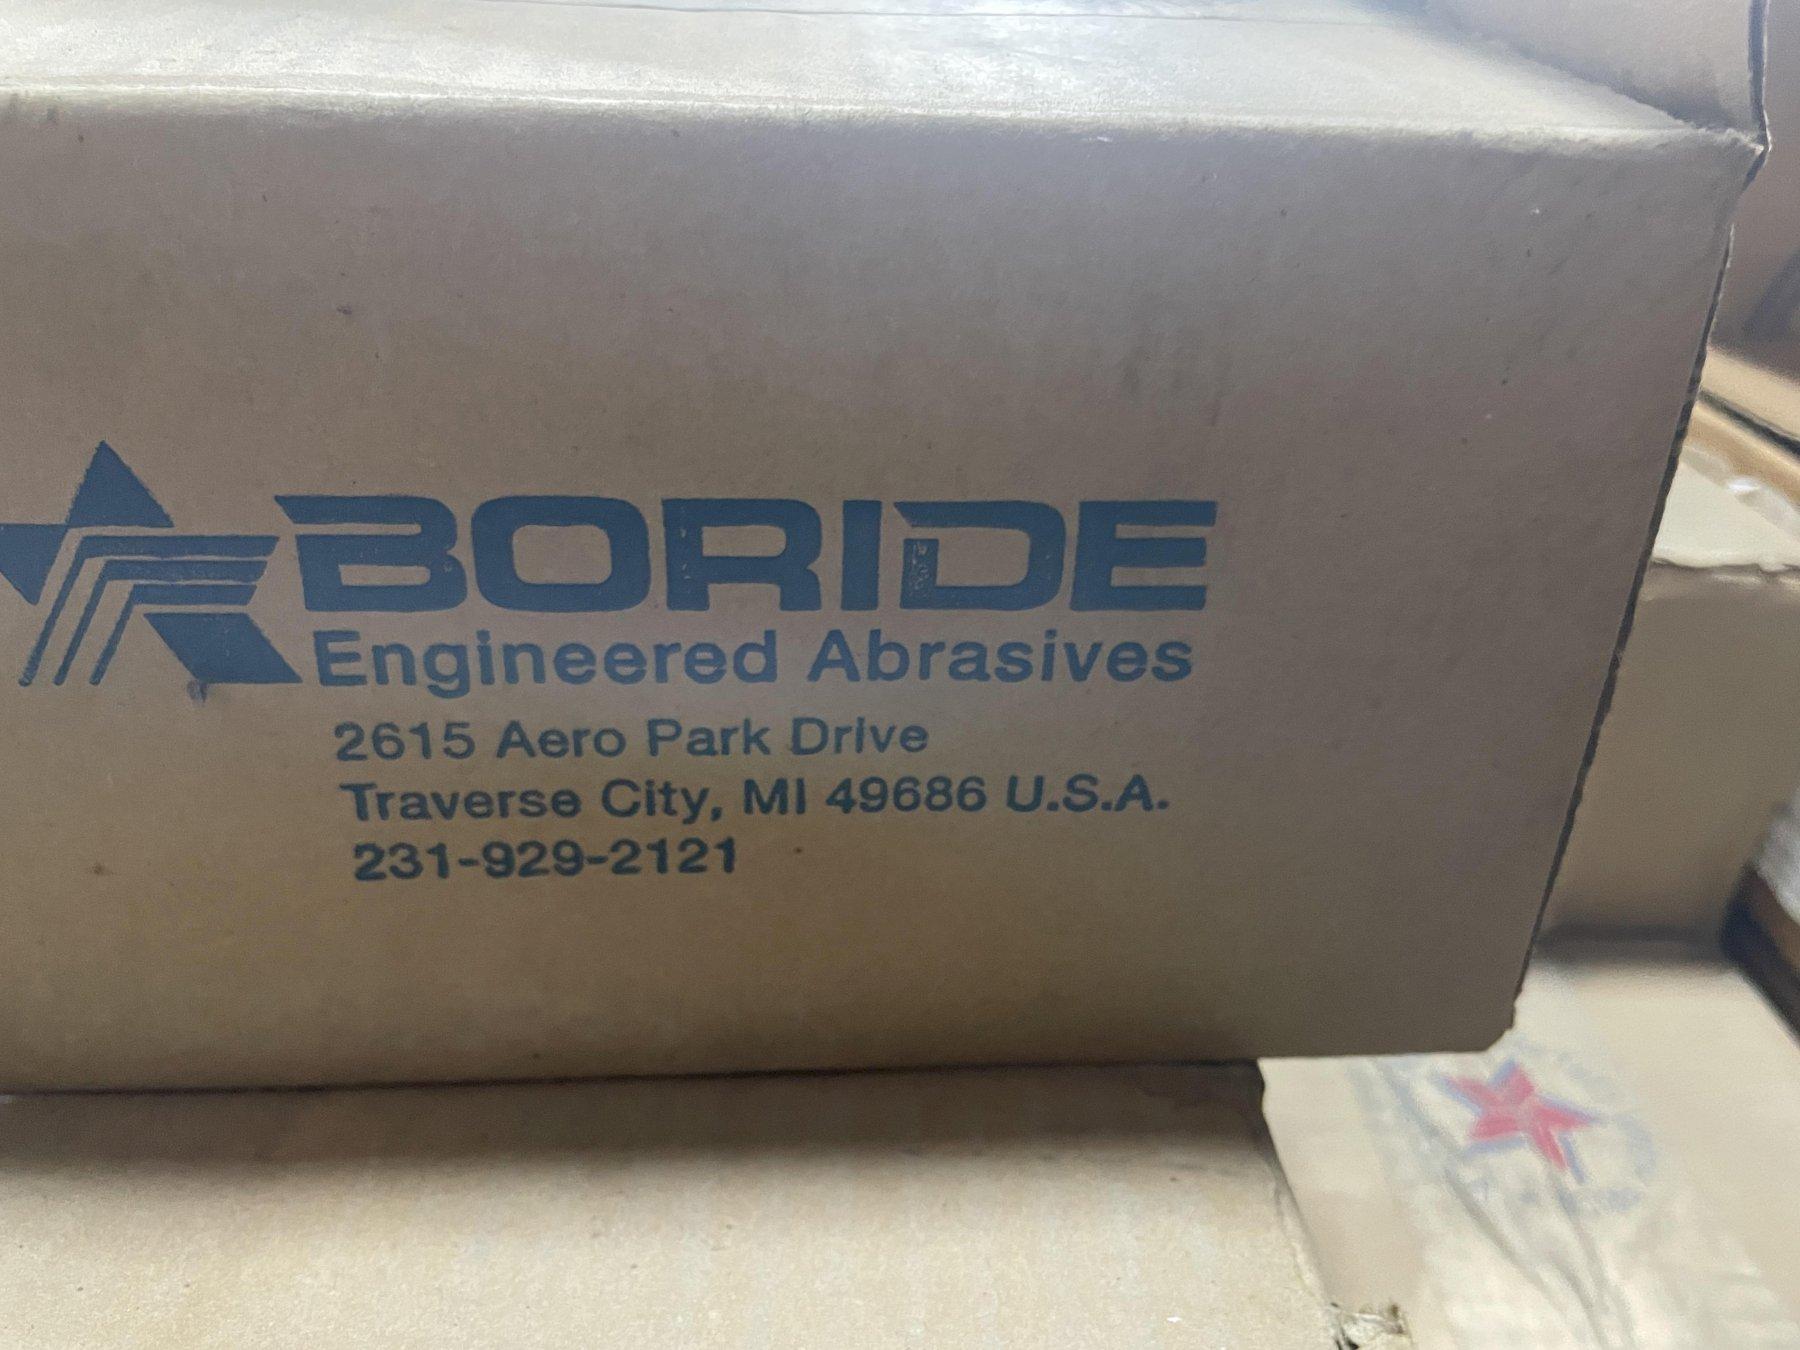 BORIDE
Engineered Abrasives
2615 Aero Park Drive
Traverse City, MI 49686 U.S.A.
231-929-2121